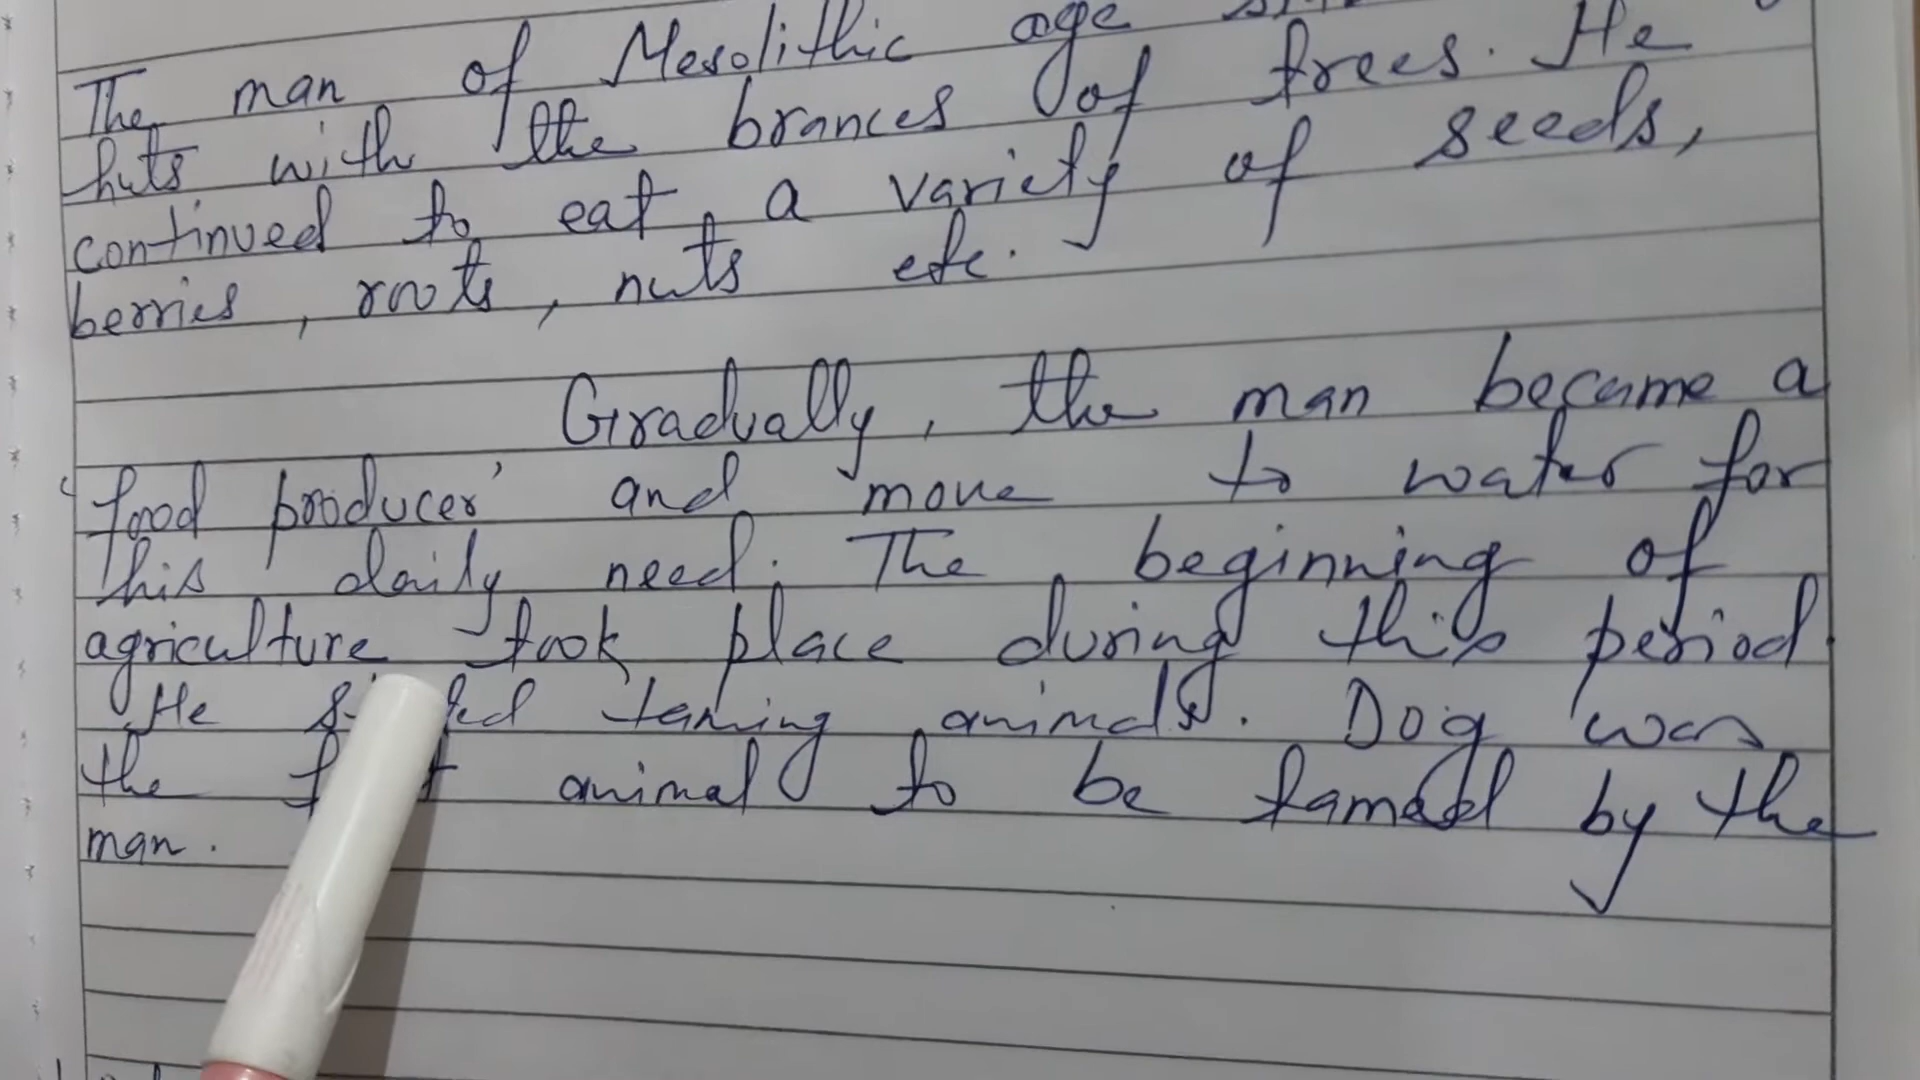 The man of Mesolithic age
huts with the brances of trees. He
continued to eat a variety of seeds,
berries, roots, nuts etc.
Gradually, the man became a
'food producer' and move to water for
his daily need. The beginning of
agriculture took place during this period
He taming animals. Dog was
the animal to be tamed by the
man.